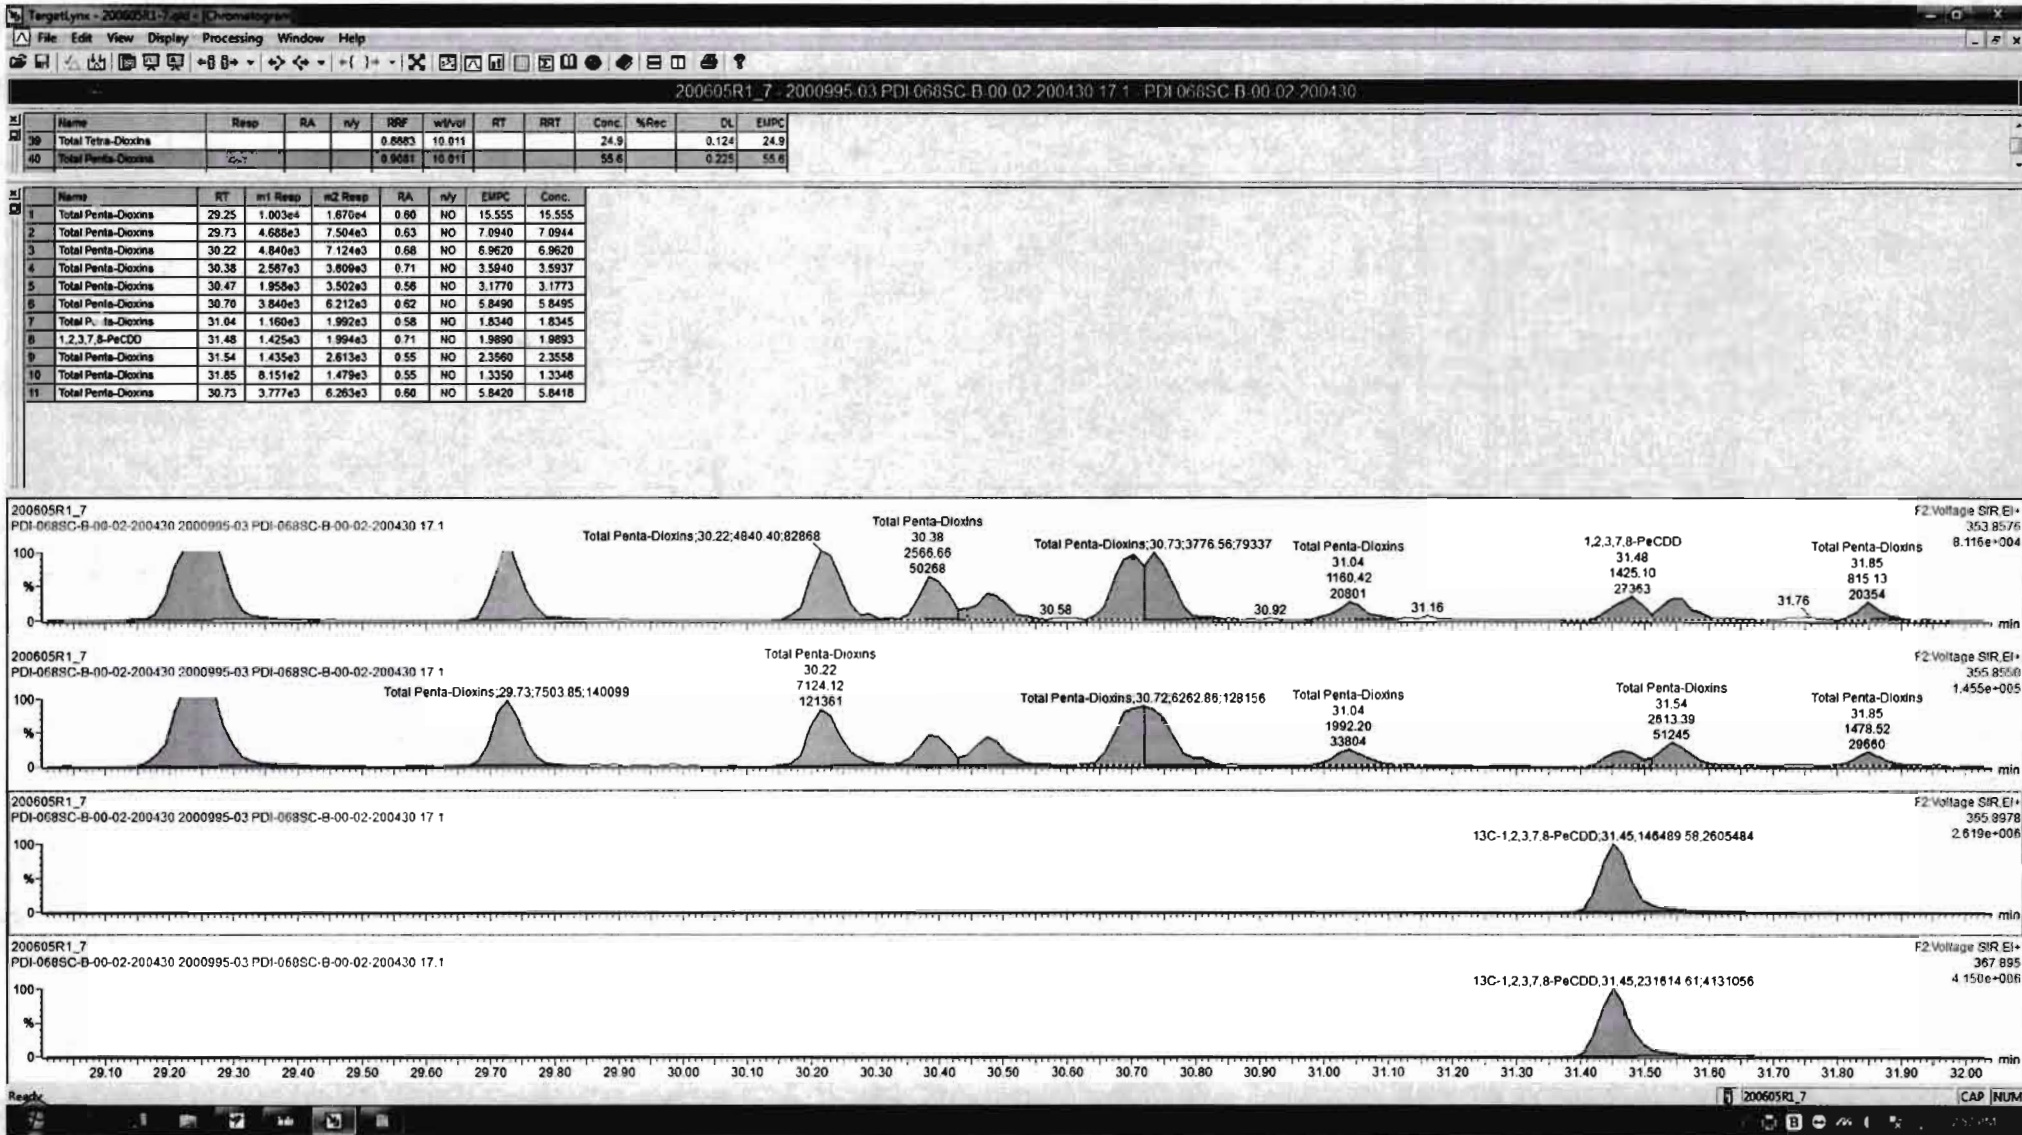 TargetLynx - 200605R1-7.qld - [Chromatogram]
File Edit View Display Processing Window Help
200605R1_7 - 2000995-03 PDI-068SC-B-00-02-200430 17.1 - PDI-068SC-B-00-02-200430
Name Resp RA n/y RRF wt/vol RT RRT Conc. %Rec DL EMPC
39 Total Tetra-Dioxins 0.8883 10.011 24.9 0.124 24.9
40 Total Penta-Dioxins 10.011 55.6 0.225 55.6
Name RT m1 Resp m2 Resp RA n/y EMPC Conc.
1 Total Penta-Dioxins 29.25 1.003e4 1.670e4 0.60 NO 15.555 15.555
2 Total Penta-Dioxins 29.73 4.688e3 7.504e3 0.63 NO 7.0940 7.0944
3 Total Penta-Dioxins 30.22 4.840e3 7.124e3 0.68 NO 6.9620 6.9620
4 Total Penta-Dioxins 30.38 2.567e3 3.609e3 0.71 NO 3.5940 3.5937
5 Total Penta-Dioxins 30.47 1.958e3 3.502e3 0.56 NO 3.1770 3.1773
6 Total Penta-Dioxins 30.70 3.840e3 6.212e3 0.62 NO 5.8490 5.8495
7 Total P ta-Dioxins 31.04 1.160e3 1.992e3 0.58 NO 1.8340 1.8345
8 1,2,3,7,8-PeCDD 31.48 1.425e3 1.994e3 0.71 NO 1.9890 1.9893
9 Total Penta-Dioxins 31.54 1.435e3 2.613e3 0.55 NO 2.3560 2.3558
10 Total Penta-Dioxins 31.85 8.151e2 1.479e3 0.55 NO 1.3350 1.3346
11 Total Penta-Dioxins 30.73 3.777e3 6.263e3 0.60 NO 5.8420 5.8418
200605R1_7
PDI-068SC-B-00-02-200430 2000995-03 PDI-068SC-B-00-02-200430 17.1
F2:Voltage SIR,EI+
353.8576
8.116e+004
Total Penta-Dioxins;30.22;4840.40;82868
Total Penta-Dioxins
30.38
2566.66
50268
30.58
Total Penta-Dioxins;30.73;3776.56;79337
30.92
Total Penta-Dioxins
31.04
1160.42
20801
31.16
1,2,3,7,8-PeCDD
31.48
1425.10
27363
31.76
Total Penta-Dioxins
31.85
815.13
20354
100
%
0
min
200605R1_7
PDI-068SC-B-00-02-200430 2000995-03 PDI-068SC-B-00-02-200430 17.1
F2:Voltage SIR,EI+
355.8550
1.455e+005
Total Penta-Dioxins;29.73;7503.85;140099
Total Penta-Dioxins
30.22
7124.12
121361
Total Penta-Dioxins;30.72;6262.86;128156
Total Penta-Dioxins
31.04
1992.20
33804
Total Penta-Dioxins
31.54
2613.39
51245
Total Penta-Dioxins
31.85
1478.52
29660
100
%
0
min
200605R1_7
PDI-068SC-B-00-02-200430 2000995-03 PDI-068SC-B-00-02-200430 17.1
F2:Voltage SIR,EI+
365.8978
2.619e+006
13C-1,2,3,7,8-PeCDD;31.45;146489.58;2605484
100
%
0
min
200605R1_7
PDI-068SC-B-00-02-200430 2000995-03 PDI-068SC-B-00-02-200430 17.1
F2:Voltage SIR,EI+
367.895
4.150e+006
13C-1,2,3,7,8-PeCDD;31.45;231614.61;4131056
100
%
0
min
29.10 29.20 29.30 29.40 29.50 29.60 29.70 29.80 29.90 30.00 30.10 30.20 30.30 30.40 30.50 30.60 30.70 30.80 30.90 31.00 31.10 31.20 31.30 31.40 31.50 31.60 31.70 31.80 31.90 32.00
Ready
200605R1_7
CAP NUM